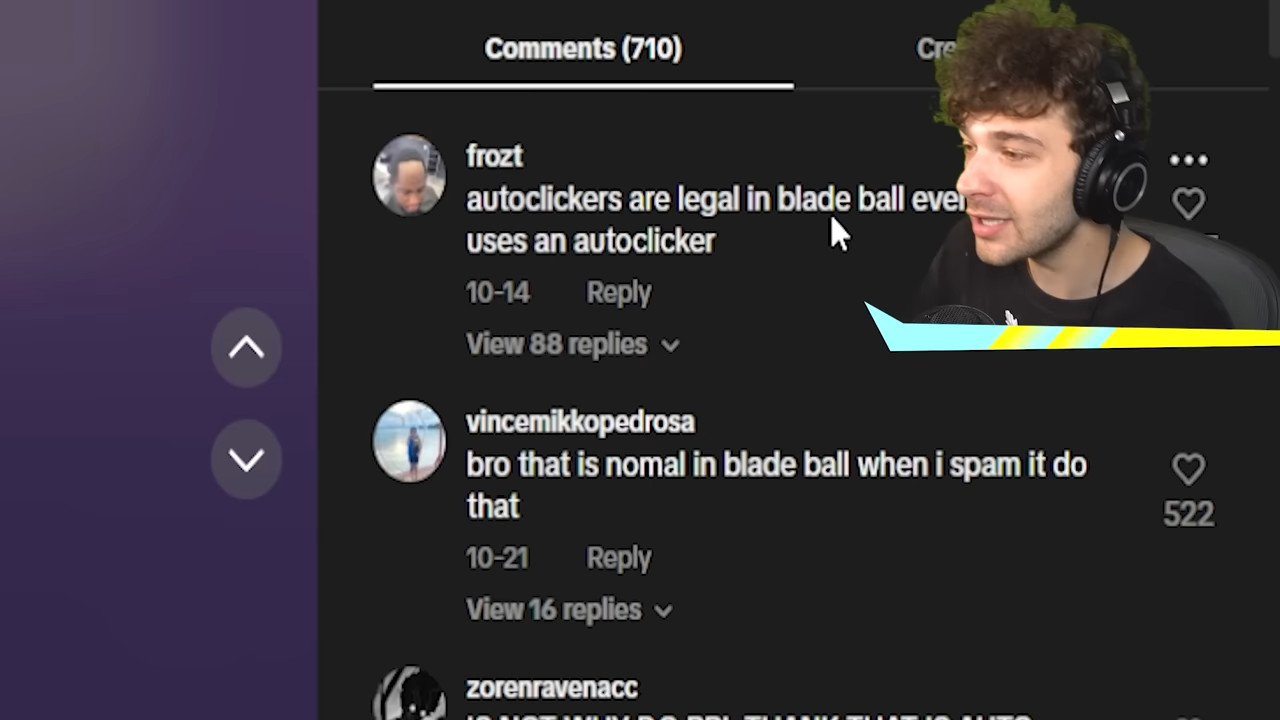 Comments (710)
frozt
autoclickers are legal in blade ball
uses an autoclicker
10-14 Reply
View 88 replies
vincemikkopedrosa
bro that is nomal in blade ball when i spam it do
522
that
10-21 Reply
View 16 replies
zorenravenacc